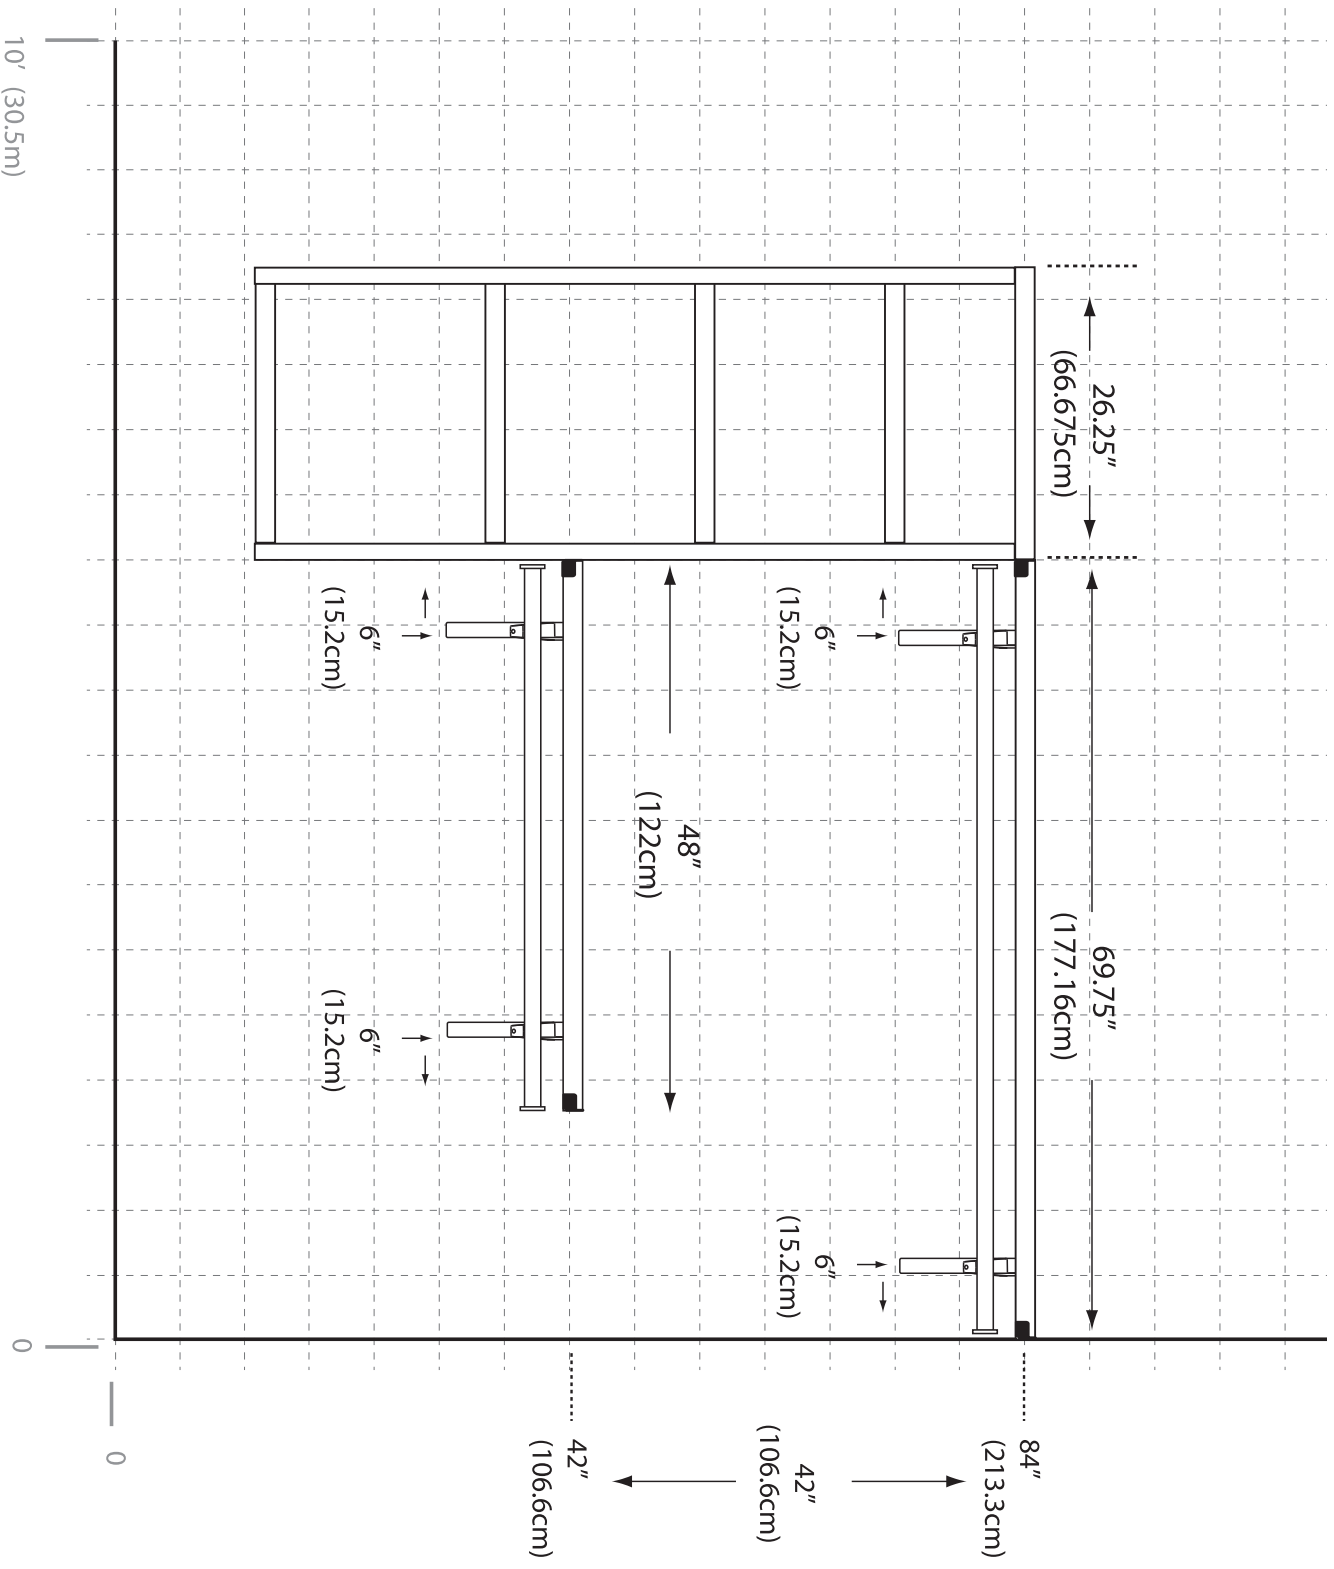 10’ (30.5m)
0
0
26.25”
(66.675cm)
69.75”
(177.16cm)
84”
(213.3cm)
6”
(15.2cm)
6”
(15.2cm)
42”
(106.6cm)
48”
(122cm)
42”
(106.6cm)
6”
(15.2cm)
6”
(15.2cm)